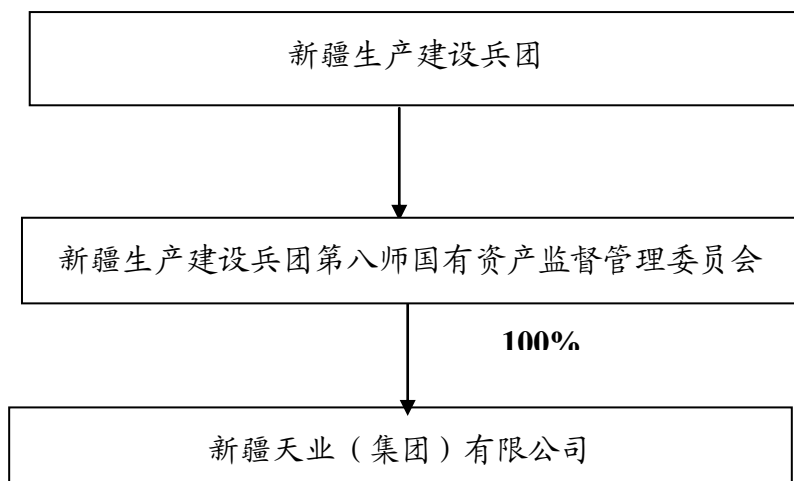 新疆生产建设兵团
新疆生产建设兵团第八师国有资产监督管理委员会
100%
新疆天业（集团）有限公司